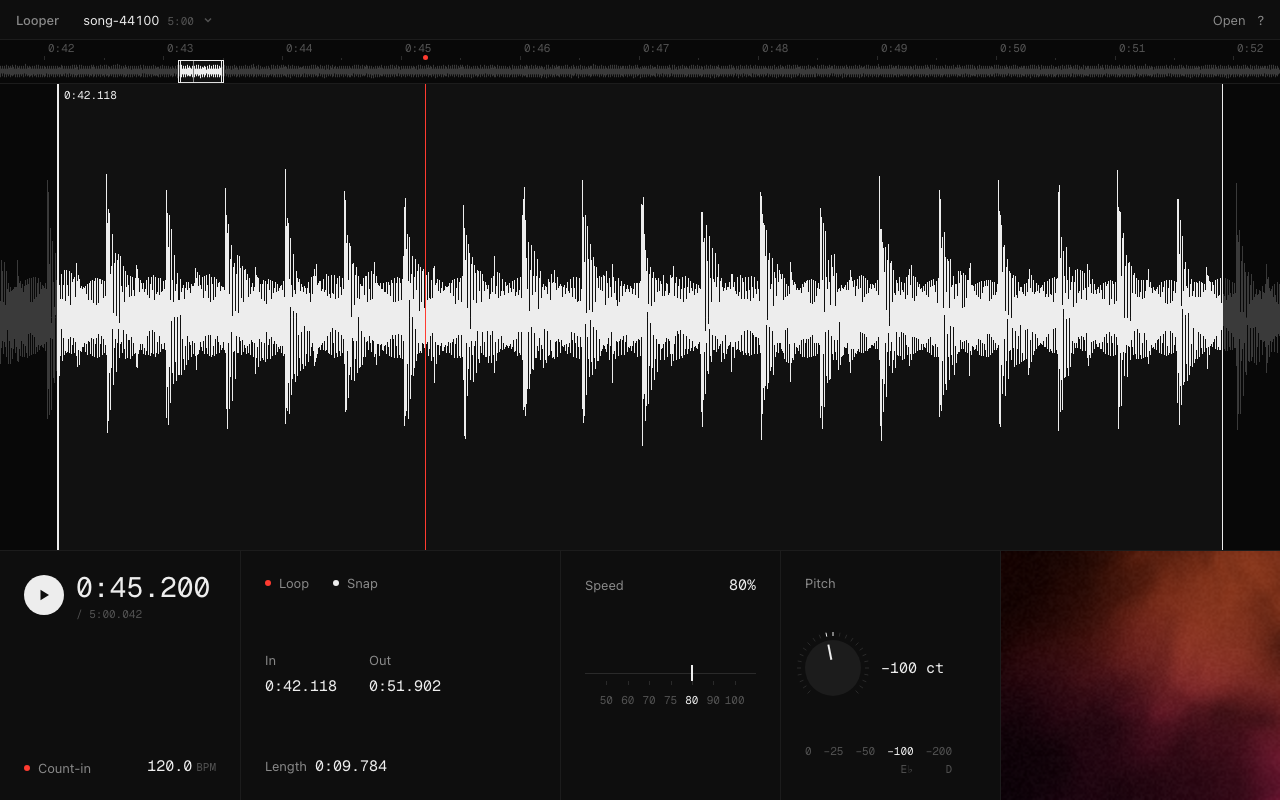 Looper song-44100 5:00 Open ?
0:42 0:43 0:44 0:45 0:46 0:47 0:48 0:49 0:50 0:51 0:52
0:42.118
0:45.200
/ 5:00.042
Count-in 120.0 BPM
Loop Snap
In Out
0:42.118 0:51.902
Length 0:09.784
Speed 80%
50 60 70 75 80 90 100
Pitch
−100 ct
0 −25 −50 −100 −200
E♭ D